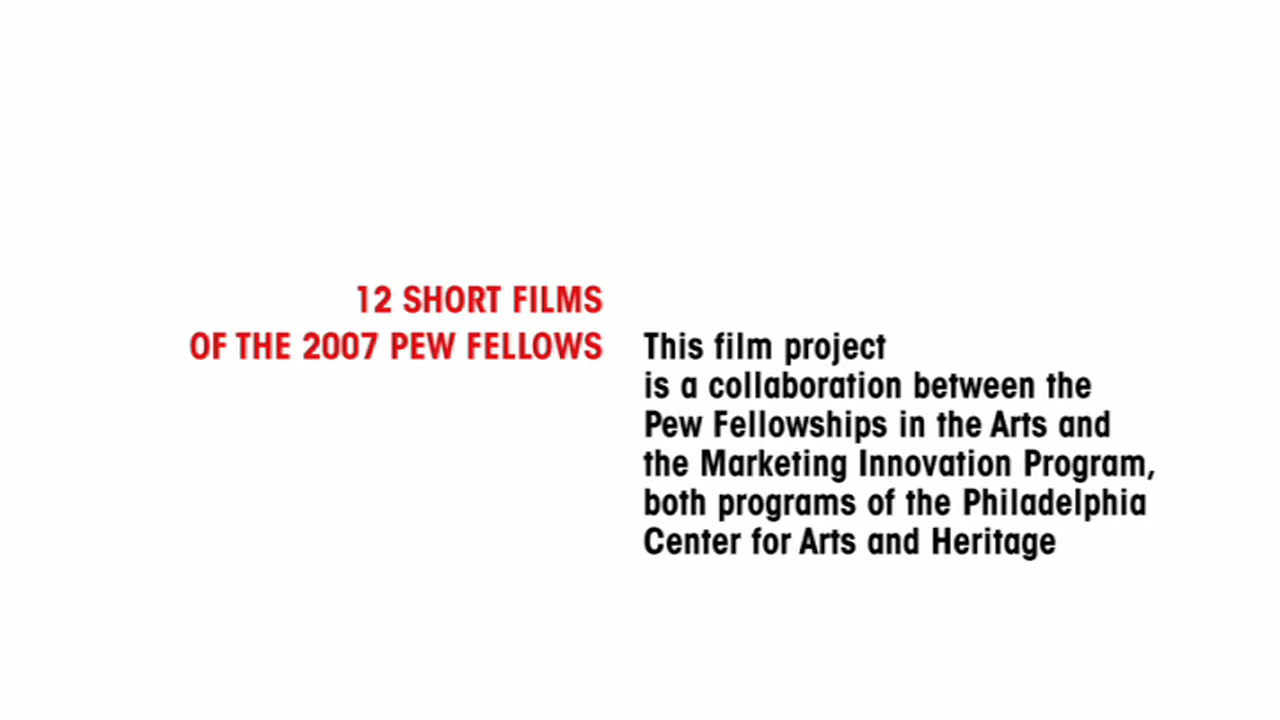 12 SHORT FILMS
OF THE 2007 PEW FELLOWS
This film project
is a collaboration between the
Pew Fellowships in the Arts and
the Marketing Innovation Program,
both programs of the Philadelphia
Center for Arts and Heritage